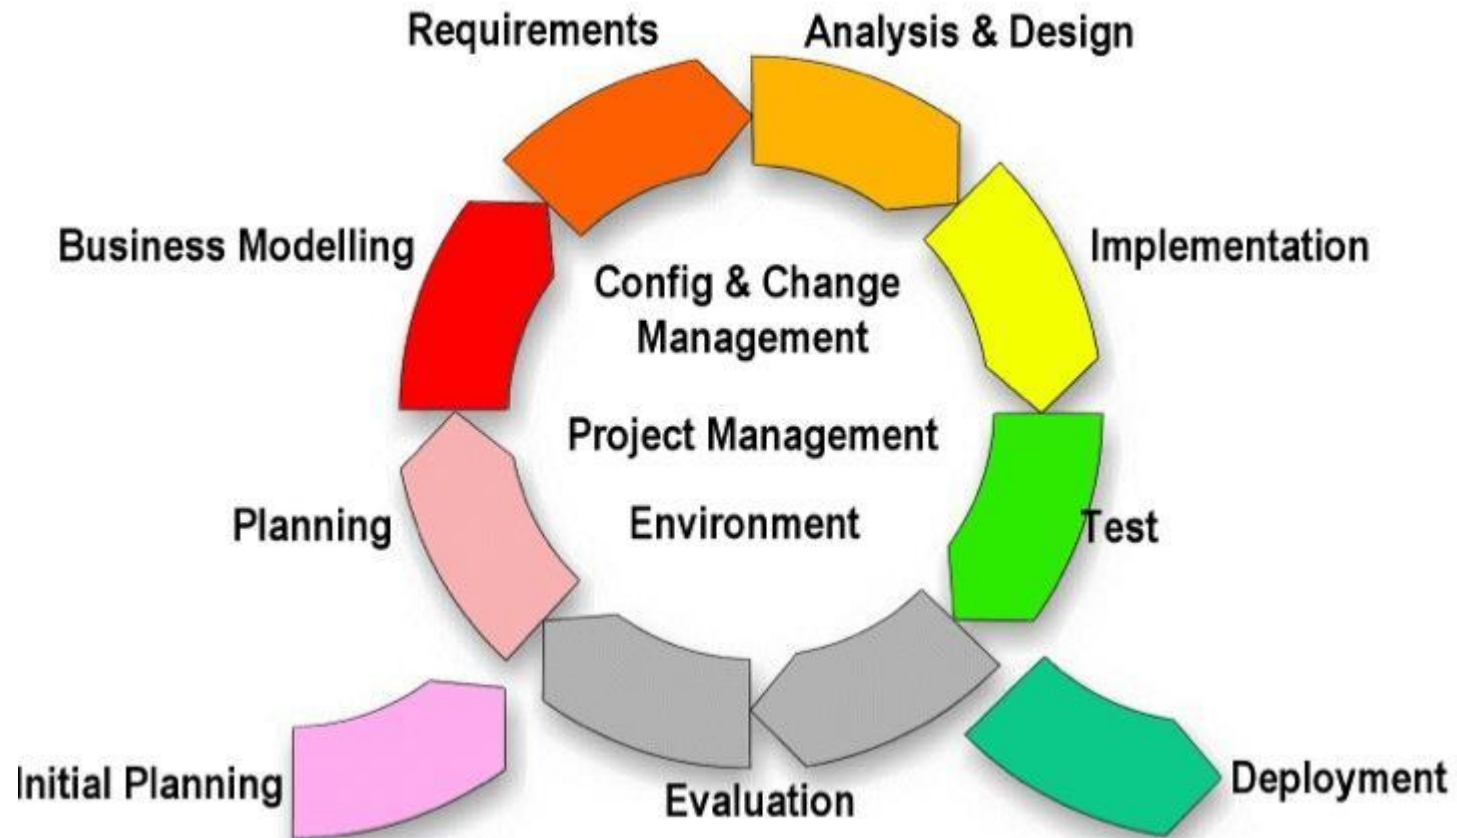 Requirements
Analysis & Design
Business Modelling
Implementation
Config & Change
Management
Project Management
Planning
Environment
Test
Initial Planning
Evaluation
Deployment